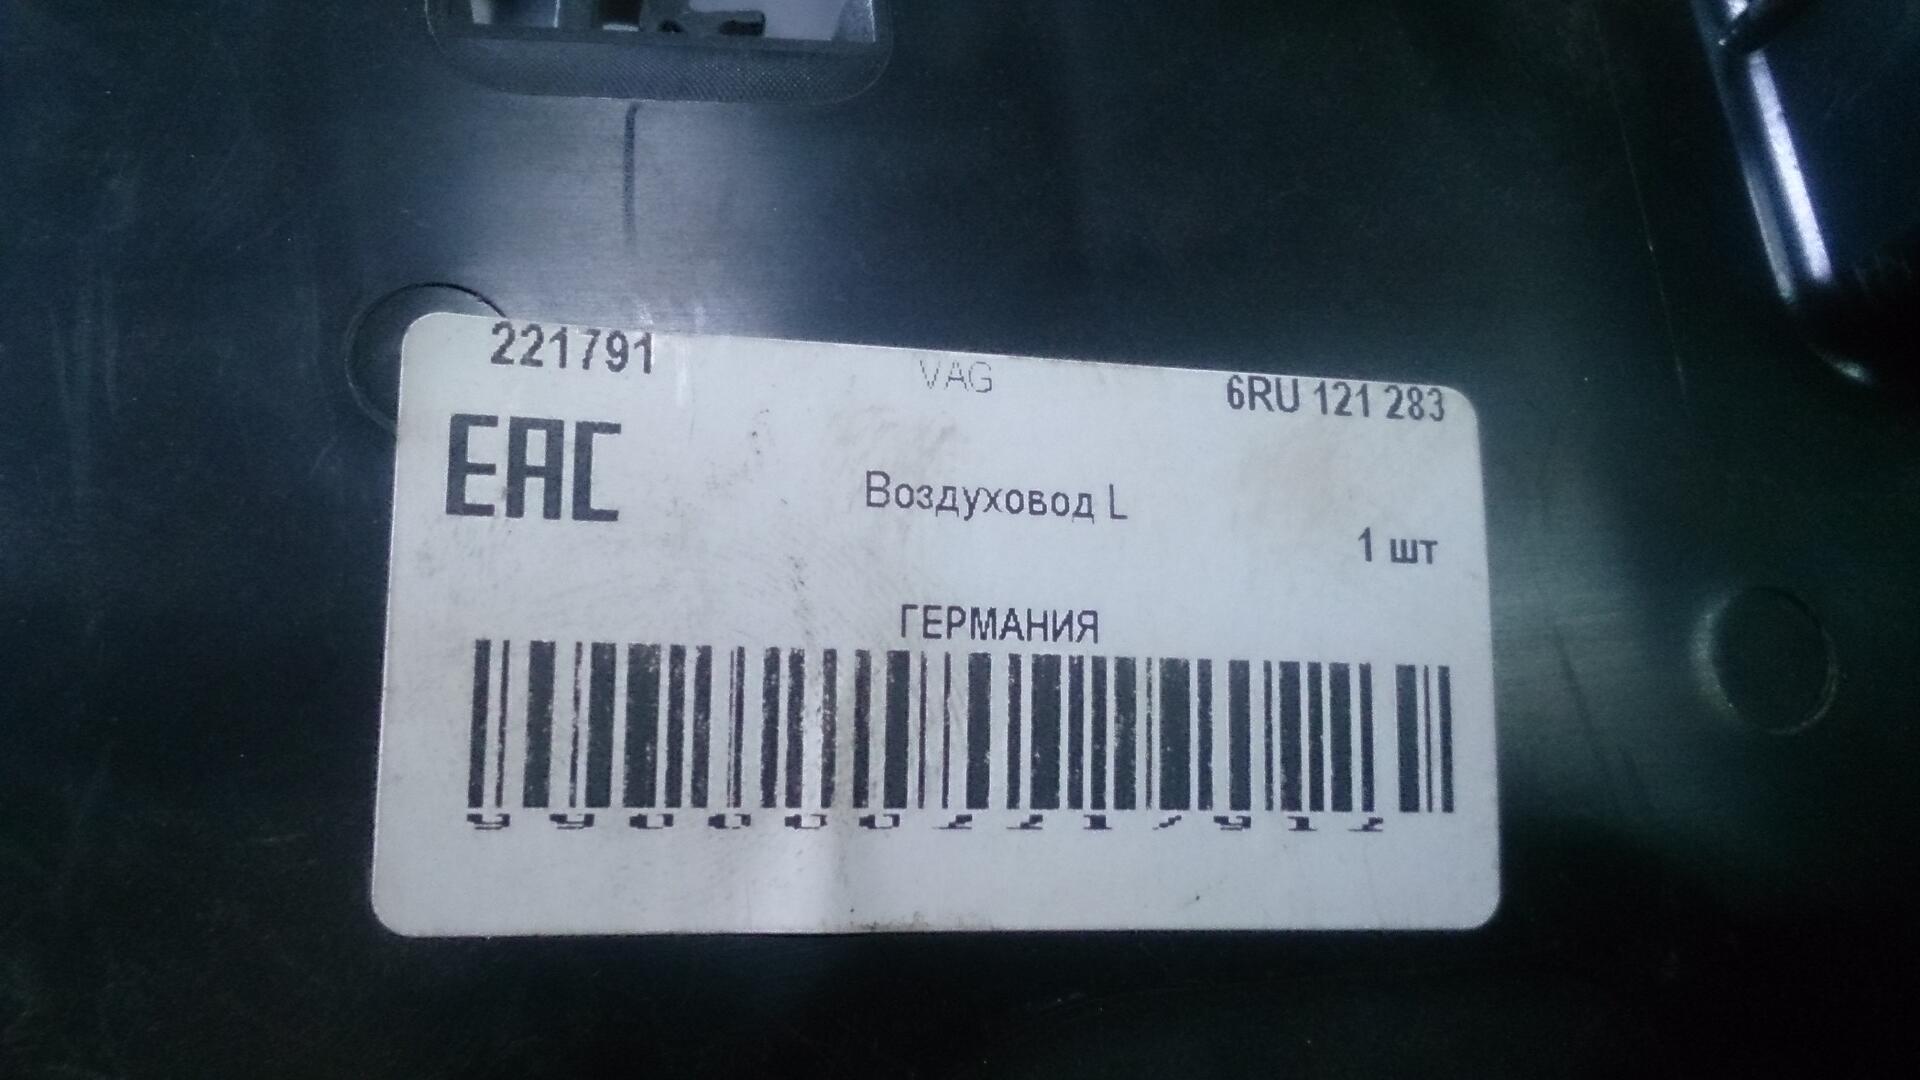 221791 VAG 6RU 121 283
EAC
Воздуховод L
1 шт
ГЕРМАНИЯ